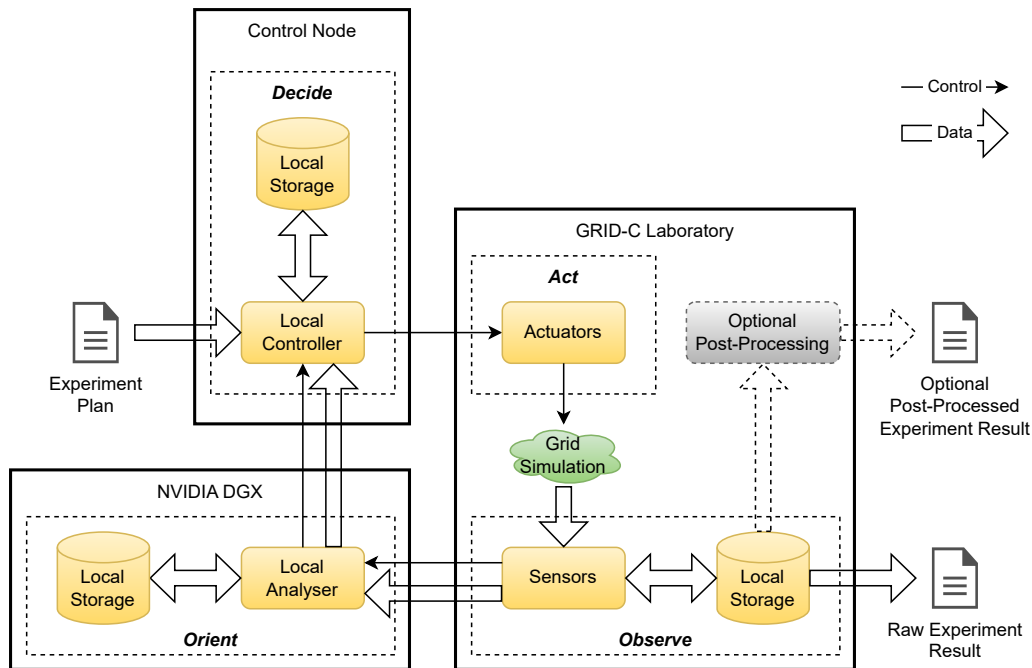 Control Node
Decide
Local
Storage
Local
Controller
Experiment
Plan
Control
Data
GRID-C Laboratory
Act
Actuators
Optional
Post-Processing
Optional
Post-Processed
Experiment Result
Grid
Simulation
NVIDIA DGX
Local
Storage
Local
Analyser
Orient
Sensors
Local
Storage
Observe
Raw Experiment
Result